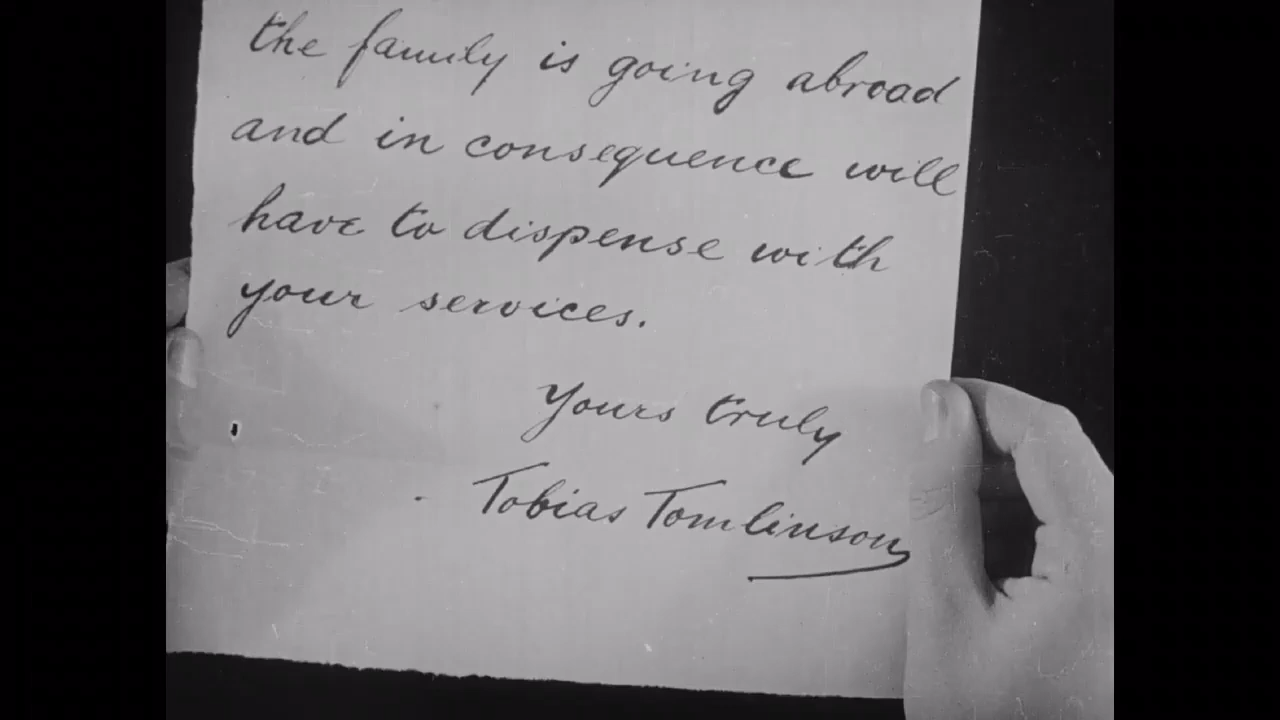 the family is going abroad
and in consequence will
have to dispense with
your services.
Yours truly
Tobias Tomlinson